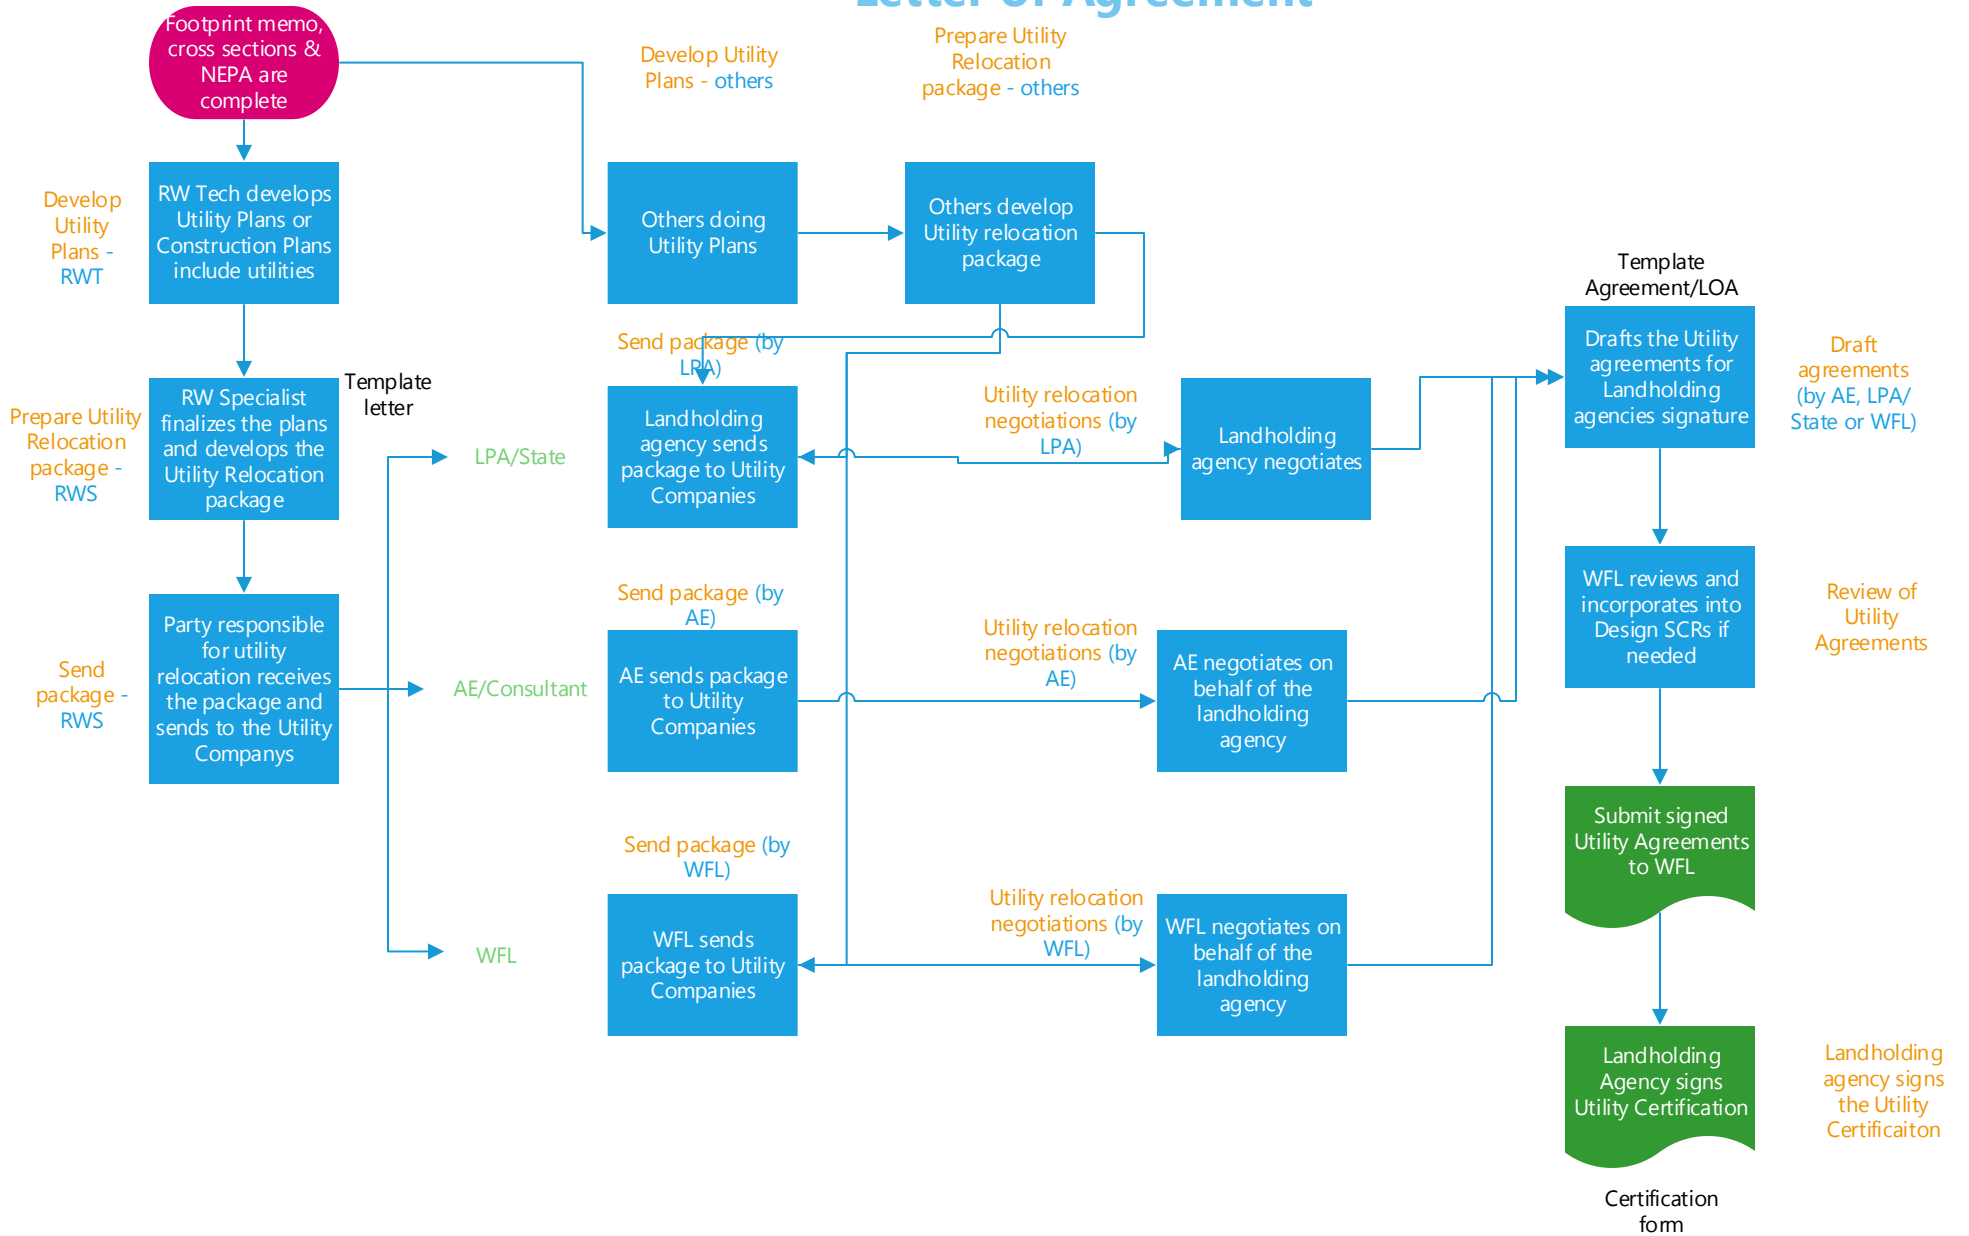 Letter of Agreement
Footprint memo,
cross sections &
NEPA are
complete
Develop Utility
Plans - others
Prepare Utility
Relocation
package - others
Develop
Utility
Plans -
RWT
RW Tech develops
Utility Plans or
Construction Plans
include utilities
Others doing
Utility Plans
Others develop
Utility relocation
package
Template
Agreement/LOA
Send package (by
LRA)
Drafts the Utility
agreements for
Landholding
agencies signature
Draft
agreements
(by AE, LPA/
State or WFL)
Prepare Utility
Relocation
package -
RWS
RW Specialist
finalizes the plans
and develops the
Utility Relocation
package
Template
letter
LPA/State
Landholding
agency sends
package to Utility
Companies
Utility relocation
negotiations (by
LPA)
Landholding
agency negotiates
WFL reviews and
incorporates into
Design SCRs if
needed
Review of
Utility
Agreements
Send
package -
RWS
Party responsible
for utility
relocation receives
the package and
sends to the Utility
Companys
AE/Consultant
Send package (by
AE)
AE sends package
to Utility
Companies
Utility relocation
negotiations (by
AE)
AE negotiates on
behalf of the
landholding
agency
Submit signed
Utility Agreements
to WFL
WFL
Send package (by
WFL)
WFL sends
package to Utility
Companies
Utility relocation
negotiations (by
WFL)
WFL negotiates on
behalf of the
landholding
agency
Landholding
Agency signs
Utility Certification
Landholding
agency signs
the Utility
Certificaiton
Certification
form